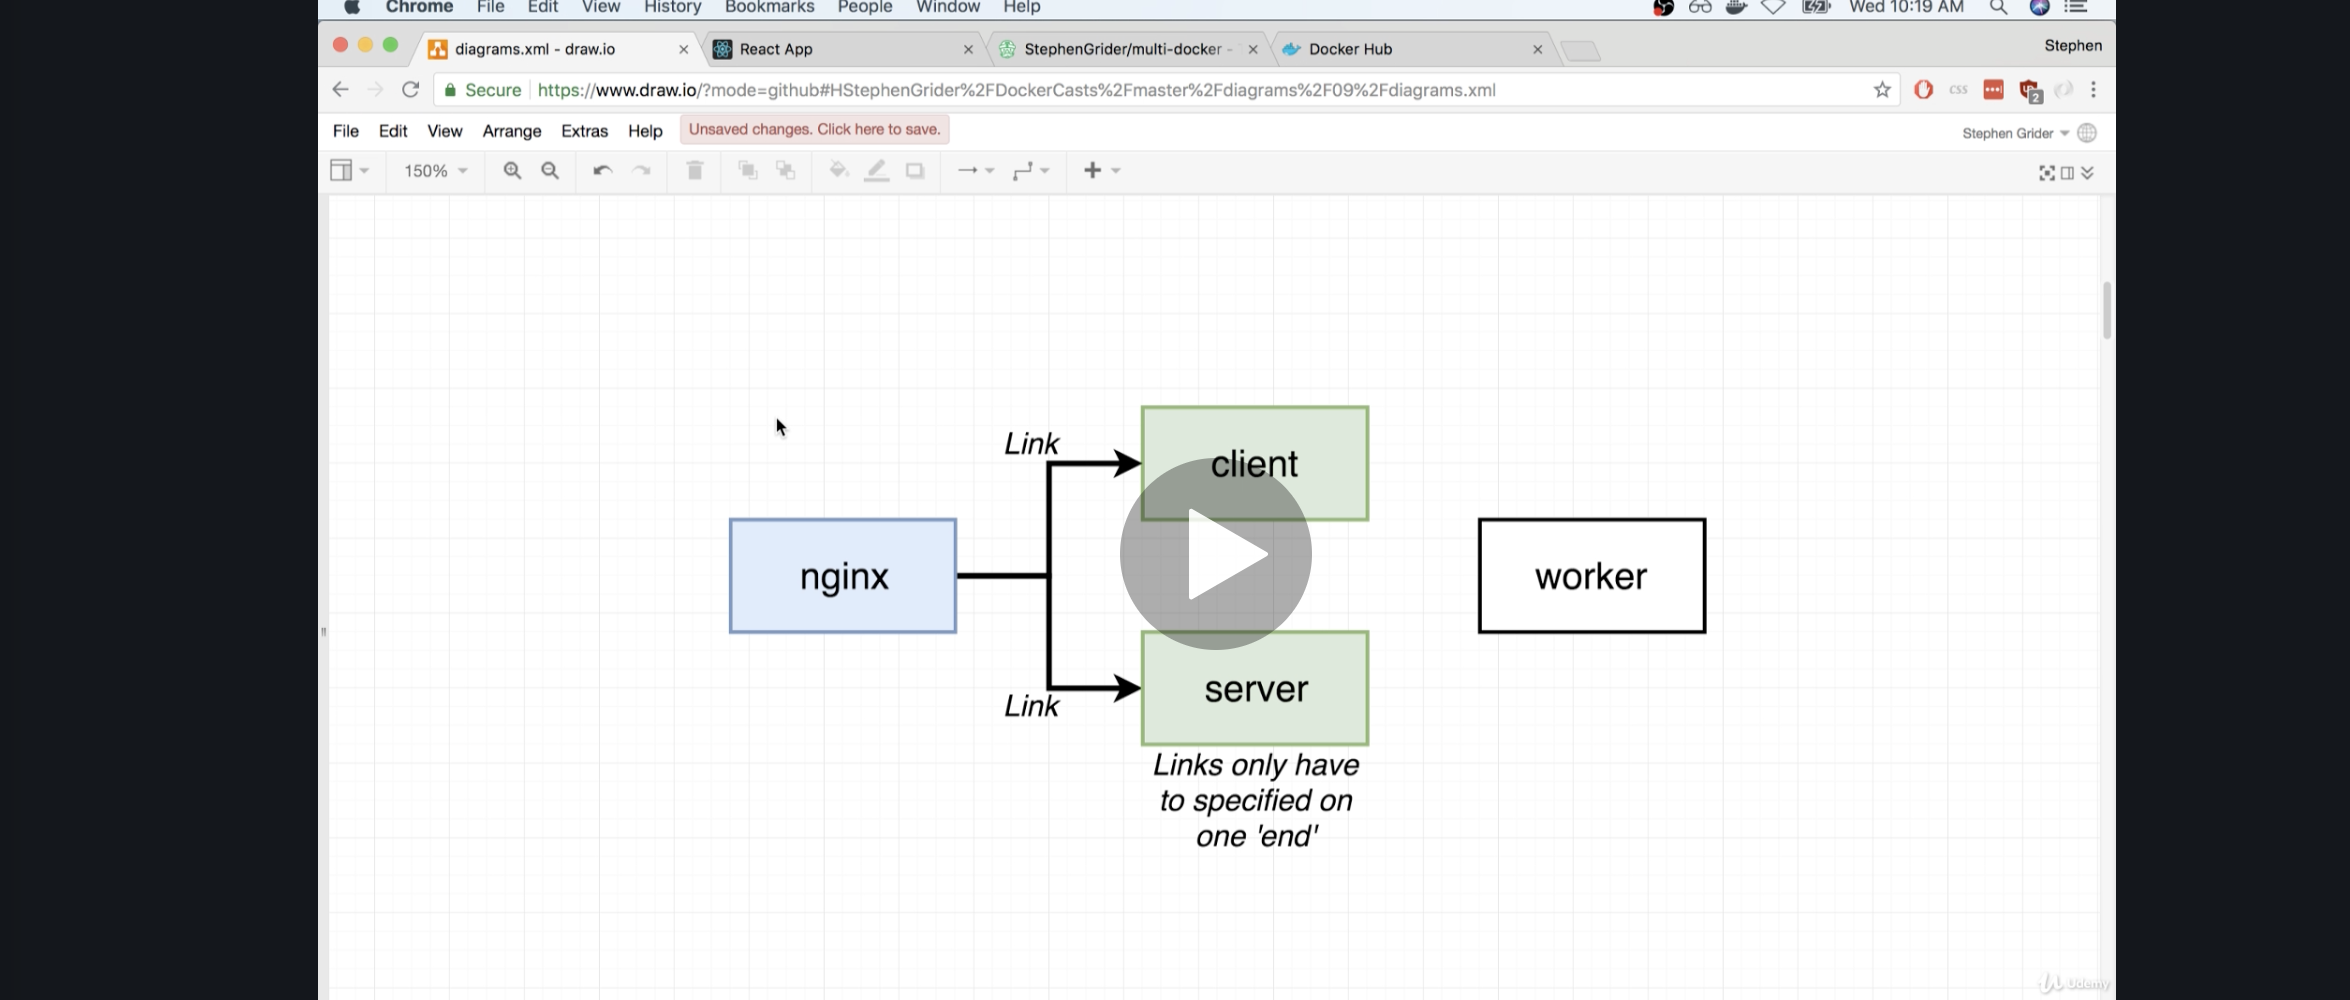 Chrome File Edit View History Bookmarks People Window Help Wed 10:19 AM
diagrams.xml - draw.io React App StephenGrider/multi-docker - Docker Hub Stephen
Secure https://www.draw.io/?mode=github#HStephenGrider%2FDockerCasts%2Fmaster%2Fdiagrams%2F09%2Fdiagrams.xml css 2
File Edit View Arrange Extras Help Unsaved changes. Click here to save. Stephen Grider
150%
Link
client
nginx
worker
server
Link
Links only have
to specified on
one 'end'
Udemy